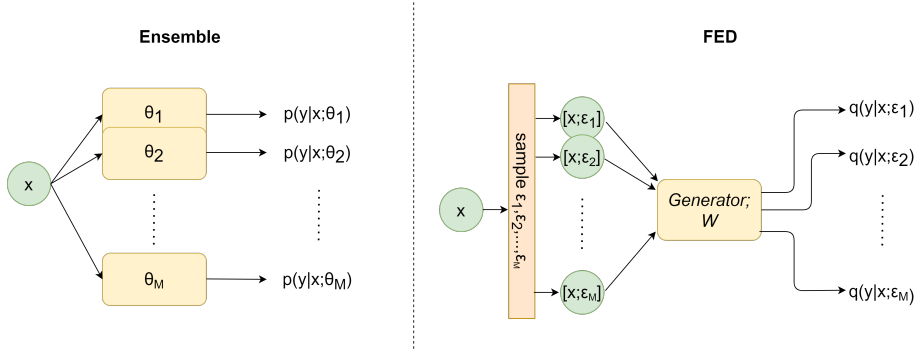 Ensemble
x
θ1
θ2
θM
p(y|x;θ1)
p(y|x;θ2)
p(y|x;θM)
FED
x
sample ε1,ε2,...,εM
[x;ε1]
[x;ε2]
[x;εM]
Generator;
W
q(y|x;ε1)
q(y|x;ε2)
q(y|x;εM)